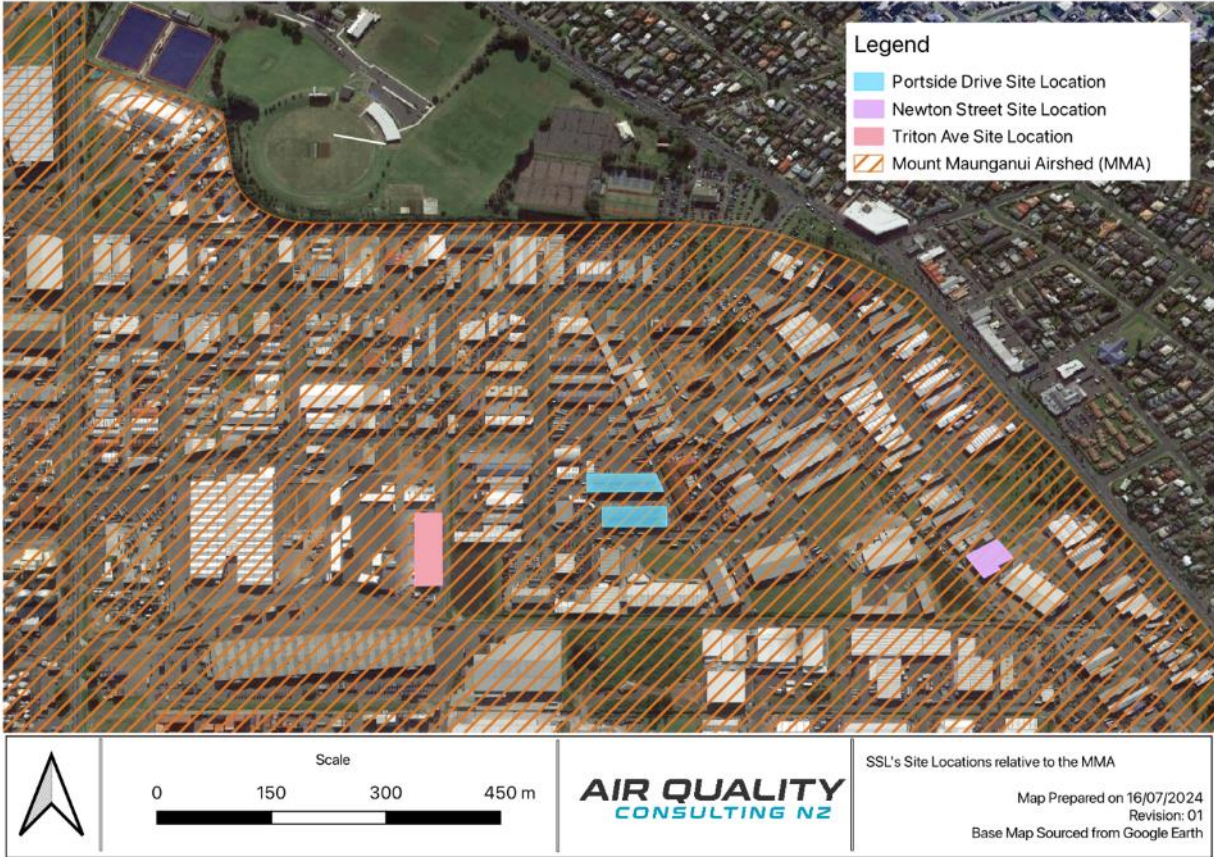 Legend
Portside Drive Site Location
Newton Street Site Location
Triton Ave Site Location
Mount Maunganui Airshed (MMA)
Scale
0 150 300 450 m
AIR QUALITY
CONSULTING NZ
SSL's Site Locations relative to the MMA
Map Prepared on 16/07/2024
Revision: 01
Base Map Sourced from Google Earth